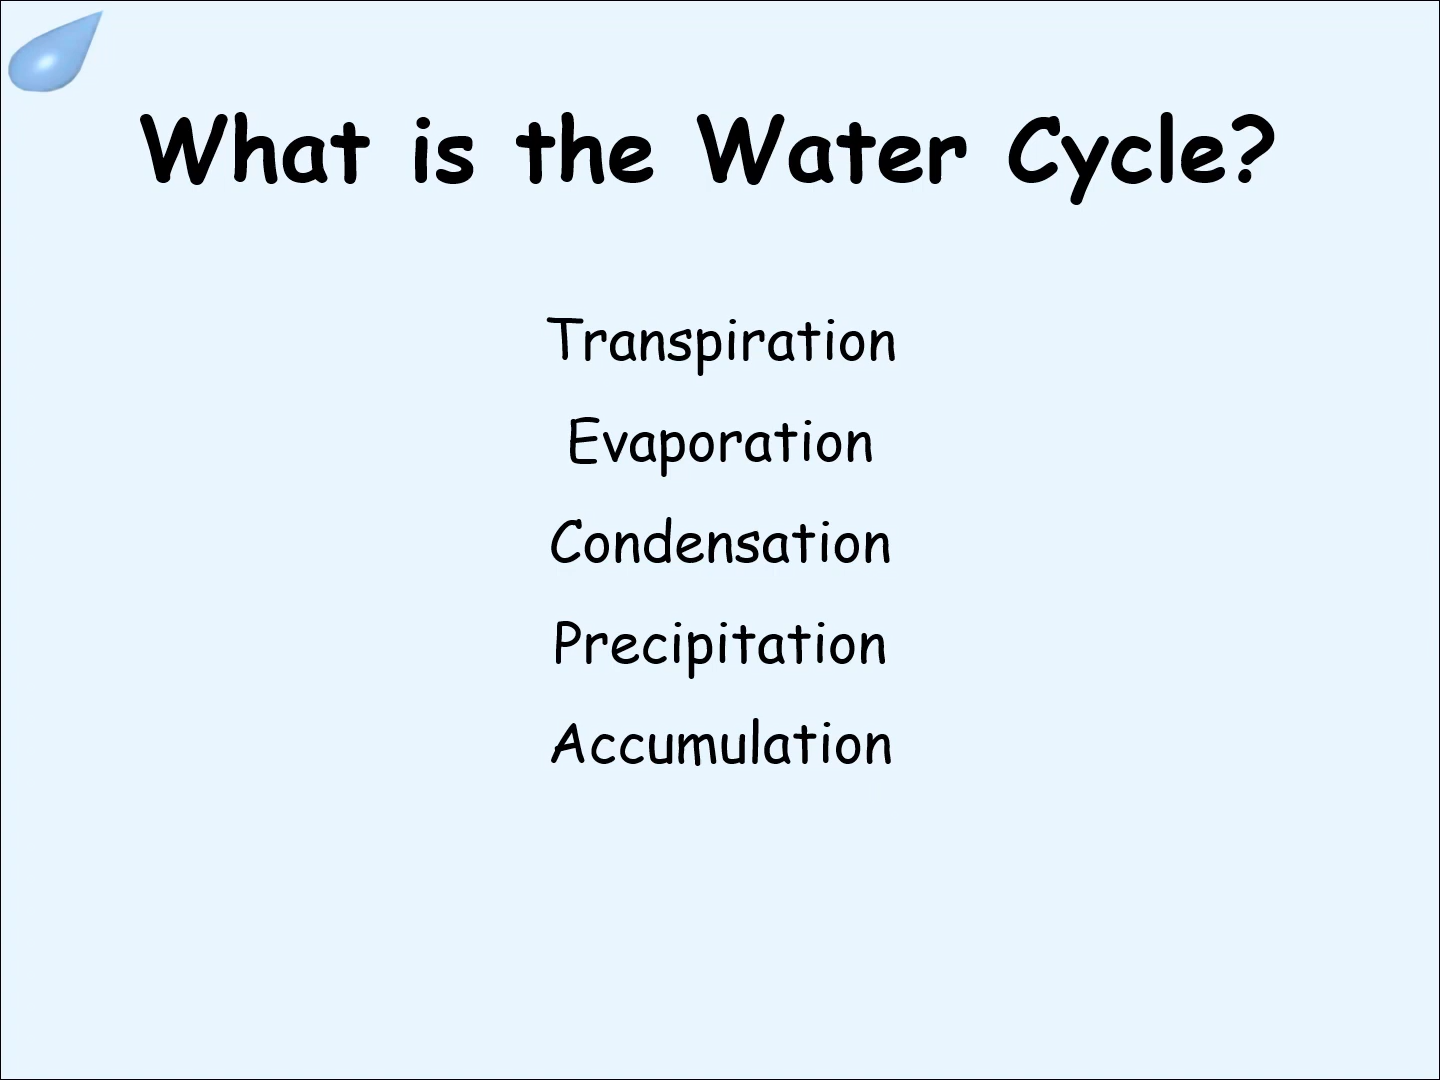 What is the Water Cycle?
Transpiration
Evaporation
Condensation
Precipitation
Accumulation